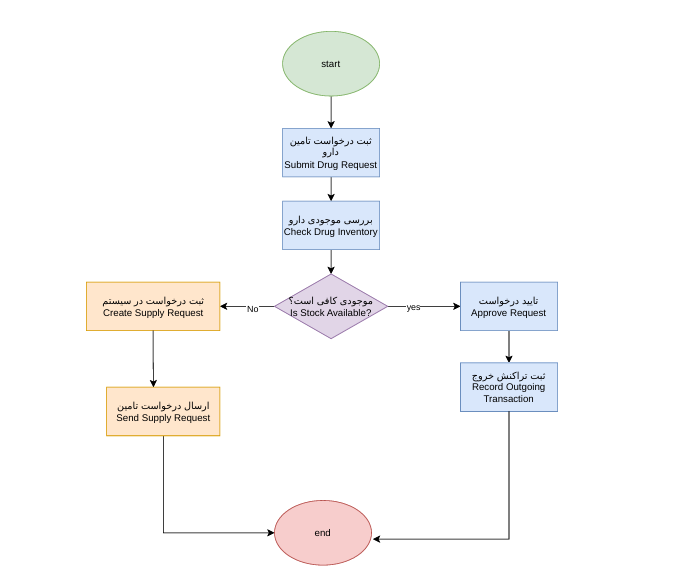 start
ثبت درخواست تامین
دارو
Submit Drug Request
بررسی موجودی دارو
Check Drug Inventory
موجودی کافی است؟
Is Stock Available?
No
yes
ثبت درخواست در سیستم
Create Supply Request
تایید درخواست
Approve Request
ثبت تراکنش خروج
Record Outgoing
Transaction
ارسال درخواست تامین
Send Supply Request
end